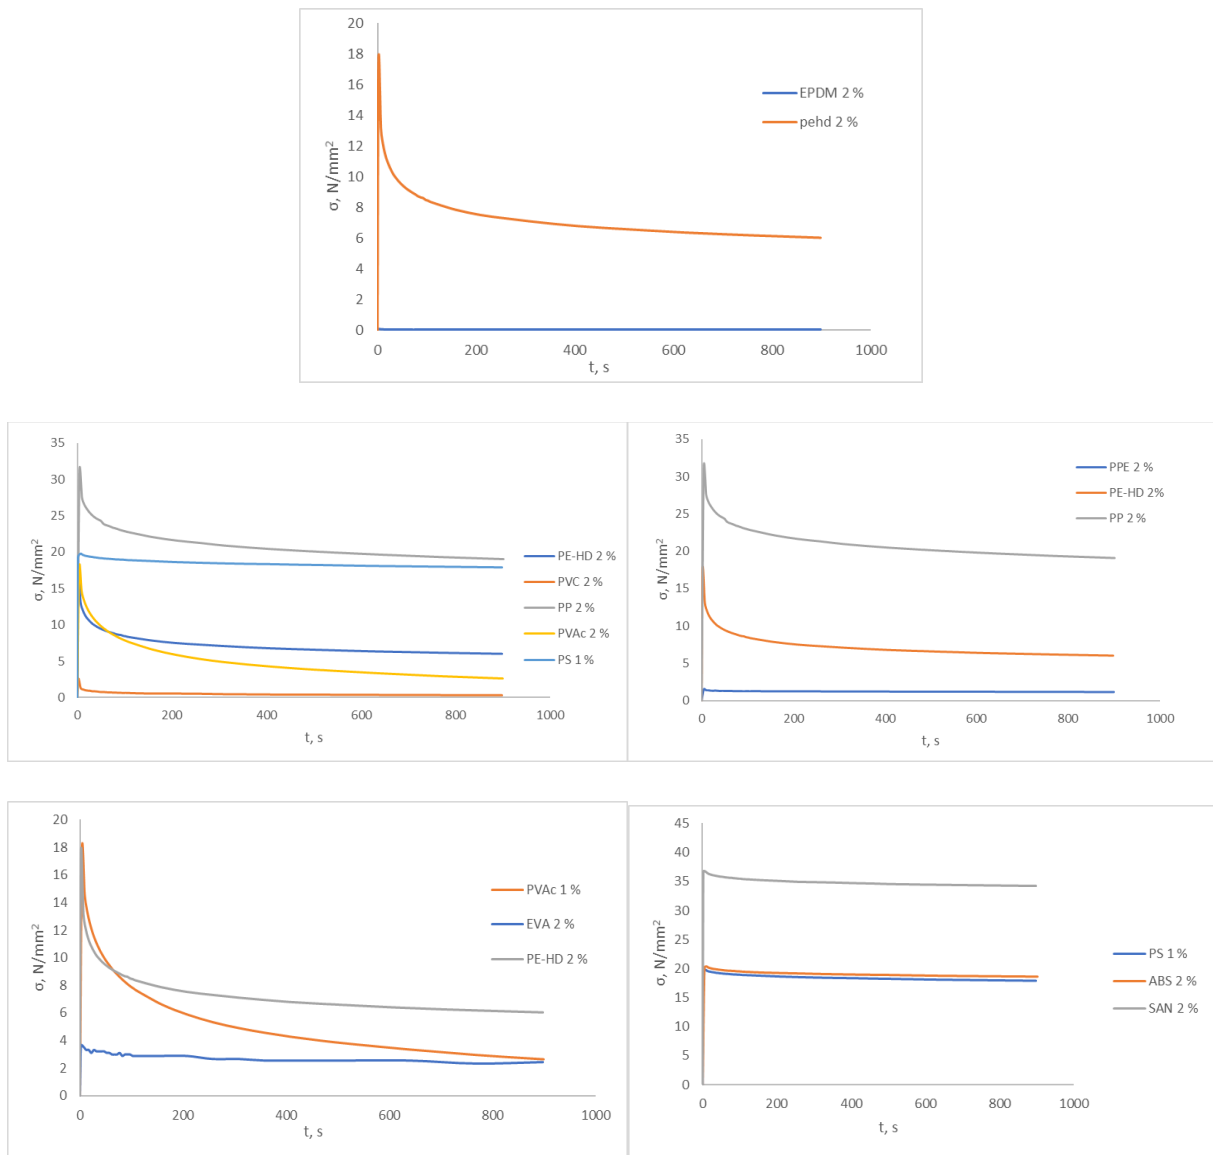 20
18
16
14
12
10
8
6
4
2
0
σ, N/mm²
EPDM 2 %
pehd 2 %
0 200 400 600 800 1000
t, s
35
30
25
20
15
10
5
0
σ, N/mm²
PE-HD 2 %
PVC 2 %
PP 2 %
PVAc 2 %
PS 1 %
0 200 400 600 800 1000
t, s
35
30
25
20
15
10
5
0
σ, N/mm²
PPE 2 %
PE-HD 2%
PP 2 %
0 200 400 600 800 1000
t, s
20
18
16
14
12
10
8
6
4
2
0
σ, N/mm²
PVAc 1 %
EVA 2 %
PE-HD 2 %
0 200 400 600 800 1000
t, s
45
40
35
30
25
20
15
10
5
0
σ, N/mm²
PS 1 %
ABS 2 %
SAN 2 %
0 200 400 600 800 1000
t, s